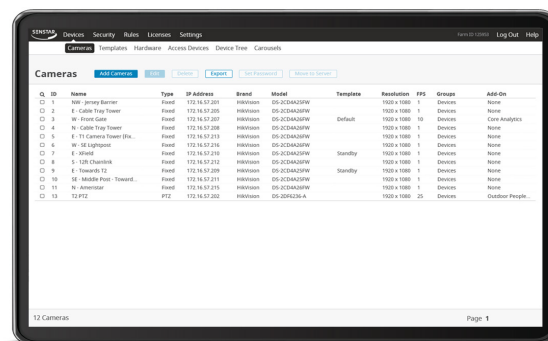 SENSTAR Devices Security Rules Licenses Settings Farm ID 120903 Log Out Help
Cameras Templates Hardware Access Devices Device Tree Carousels
Cameras Add Cameras Edit Delete Export Set Password Move to Server
ID Name Type IP Address Brand Model Template Resolution FPS Groups Add-On
1 NW - Jersey Barrier Fixed 172.16.57.201 HikVision DS-2CD4A25FW 1920 x 1080 1 Devices None
2 E - Cable Tray Tower Fixed 172.16.57.205 HikVision DS-2CD4A26FW 1920 x 1080 1 Devices None
3 W - Front Gate Fixed 172.16.57.207 HikVision DS-2CD4A26FW Default 1920 x 1080 10 Devices Core Analytics
4 N - Cable Tray Tower Fixed 172.16.57.208 HikVision DS-2CD4A26FW 1920 x 1080 1 Devices None
5 E - T1 Camera Tower [Fix... Fixed 172.16.57.213 HikVision DS-2CD4A26FW 1920 x 1080 1 Devices None
6 W - SE Lightpost Fixed 172.16.57.216 HikVision DS-2CD4A26FW 1920 x 1080 1 Devices None
7 E - XField Fixed 172.16.57.210 HikVision DS-2CD4A25FW Standby 1920 x 1080 1 Devices None
8 S - 12ft Chainlink Fixed 172.16.57.212 HikVision DS-2CD4A26FW 1920 x 1080 1 Devices None
9 E - Towards T2 Fixed 172.16.57.209 HikVision DS-2CD4A25FW Standby 1920 x 1080 1 Devices None
10 SE - Middle Post - Toward... Fixed 172.16.57.211 HikVision DS-2CD4A25FW 1920 x 1080 1 Devices None
11 N - Ameristar Fixed 172.16.57.215 HikVision DS-2CD4A26FW 1920 x 1080 1 Devices None
13 T2 PTZ PTZ 172.16.57.202 HikVision DS-2DF6236-A 1920 x 1080 25 Devices Outdoor People...
12 Cameras Page 1